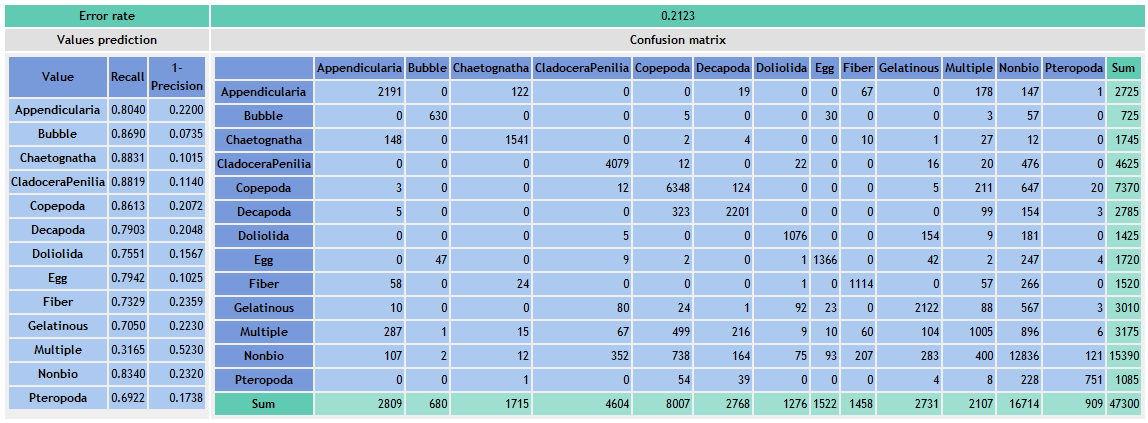 Error rate 0.2123
Values prediction Confusion matrix
Value Recall 1-Precision
Appendicularia 0.8040 0.2200
Bubble 0.8690 0.0735
Chaetognatha 0.8831 0.1015
CladoceraPenilia 0.8819 0.1140
Copepoda 0.8613 0.2072
Decapoda 0.7903 0.2048
Doliolida 0.7551 0.1567
Egg 0.7942 0.1025
Fiber 0.7329 0.2359
Gelatinous 0.7050 0.2230
Multiple 0.3165 0.5230
Nonbio 0.8340 0.2320
Pteropoda 0.6922 0.1738
Appendicularia Bubble Chaetognatha CladoceraPenilia Copepoda Decapoda Doliolida Egg Fiber Gelatinous Multiple Nonbio Pteropoda Sum
Appendicularia 2191 0 122 0 0 19 0 0 67 0 178 147 1 2725
Bubble 0 630 0 0 5 0 0 30 0 0 3 57 0 725
Chaetognatha 148 0 1541 0 2 4 0 0 10 1 27 12 0 1745
CladoceraPenilia 0 0 0 4079 12 0 22 0 0 16 20 476 0 4625
Copepoda 3 0 0 12 6348 124 0 0 0 5 211 647 20 7370
Decapoda 5 0 0 0 323 2201 0 0 0 0 99 154 3 2785
Doliolida 0 0 0 5 0 0 1076 0 0 154 9 181 0 1425
Egg 0 47 0 9 2 0 1 1366 0 42 2 247 4 1720
Fiber 58 0 24 0 0 0 1 0 1114 0 57 266 0 1520
Gelatinous 10 0 0 80 24 1 92 23 0 2122 88 567 3 3010
Multiple 287 1 15 67 499 216 9 10 60 104 1005 896 6 3175
Nonbio 107 2 12 352 738 164 75 93 207 283 400 12836 121 15390
Pteropoda 0 0 1 0 54 39 0 0 0 4 8 228 751 1085
Sum 2809 680 1715 4604 8007 2768 1276 1522 1458 2731 2107 16714 909 47300